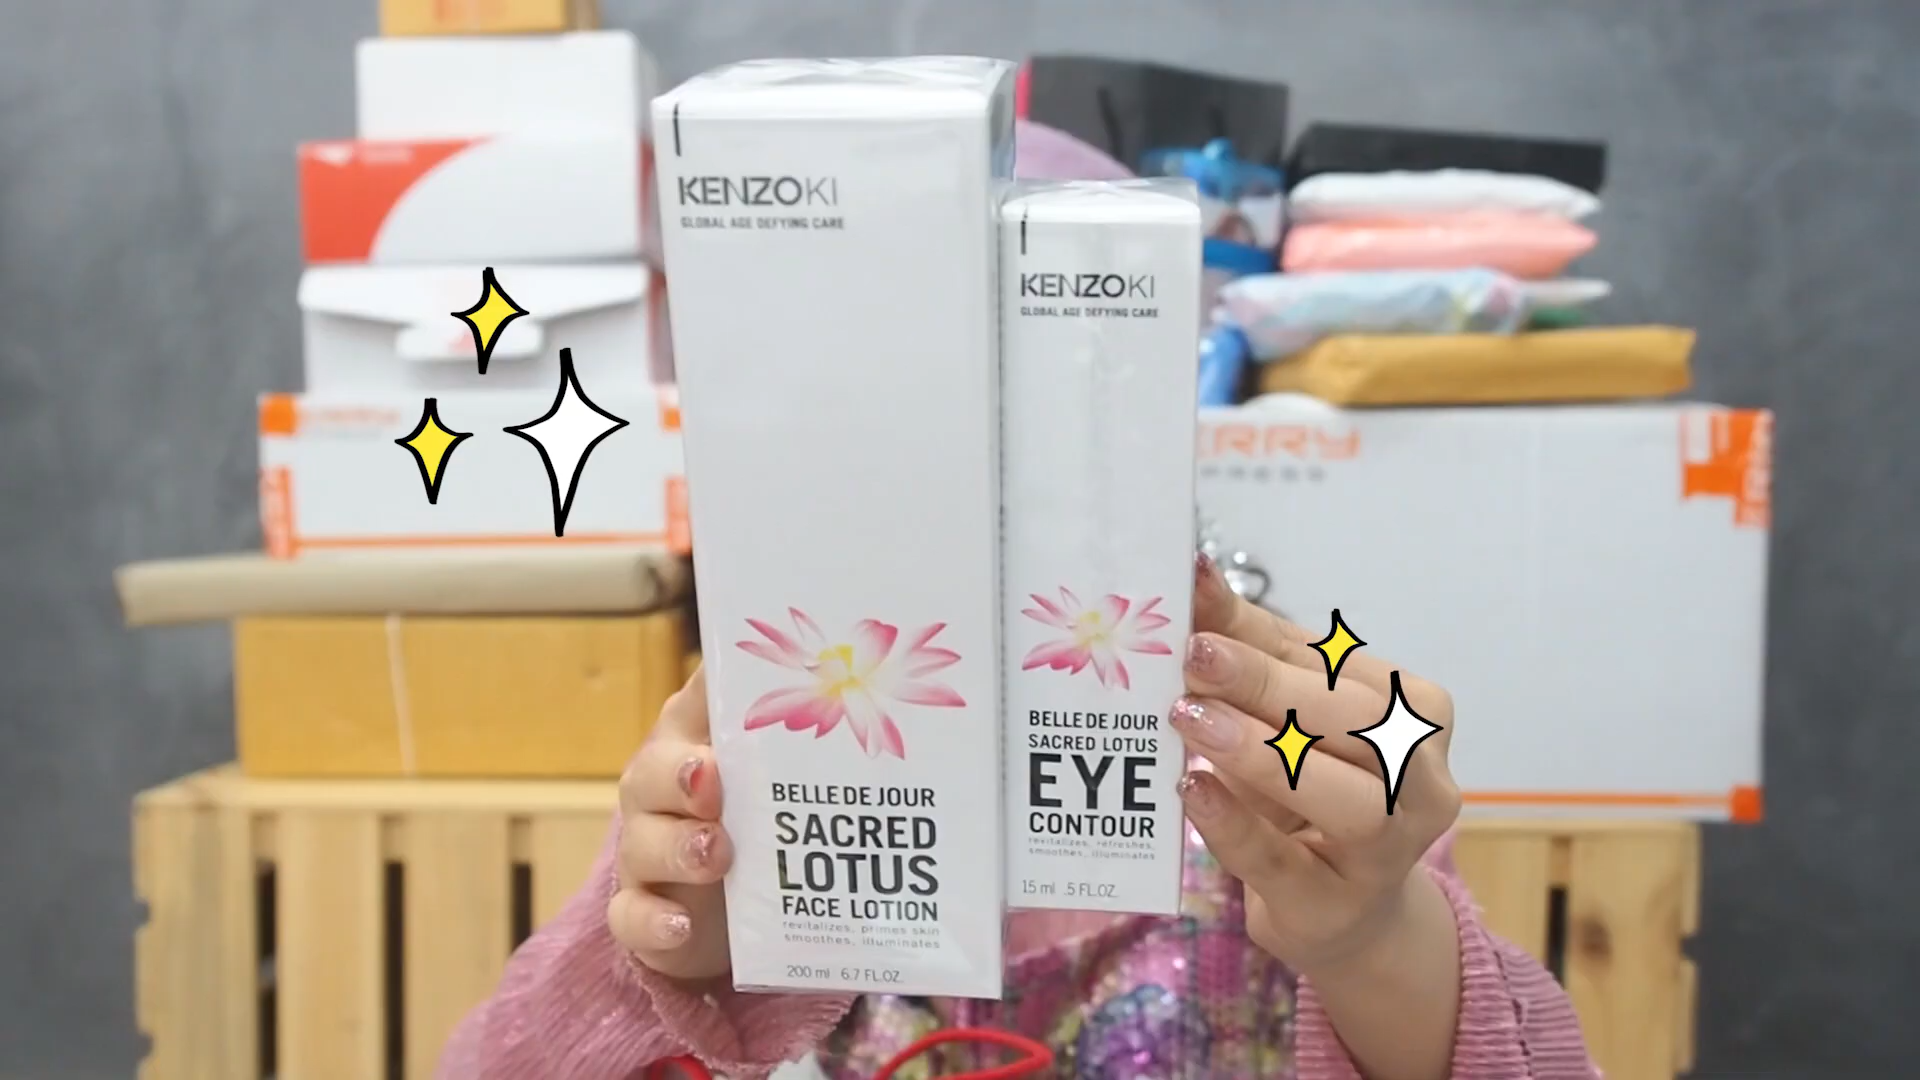 KENZOKI
GLOBAL AGE DEFYING CARE
BELLE DE JOUR
SACRED
LOTUS
FACE LOTION
revitalizes, primes skin
smoothes, illuminates
200 ml 6.7 FL.OZ.
KENZOKI
GLOBAL AGE DEFYING CARE
BELLE DE JOUR
SACRED LOTUS
EYE
CONTOUR
revitalizes, refreshes,
smoothes, illuminates
15 ml .5 FL.OZ.
ERRY